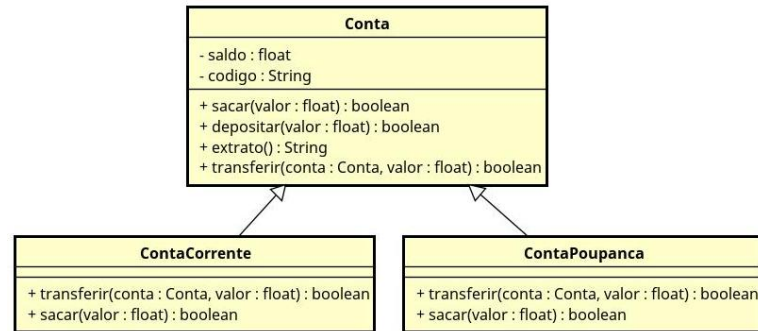 Conta
- saldo : float
- codigo : String
+ sacar(valor : float) : boolean
+ depositar(valor : float) : boolean
+ extrato() : String
+ transferir(conta : Conta, valor : float) : boolean
ContaCorrente
+ transferir(conta : Conta, valor : float) : boolean
+ sacar(valor : float) : boolean
ContaPoupanca
+ transferir(conta : Conta, valor : float) : boolean
+ sacar(valor : float) : boolean